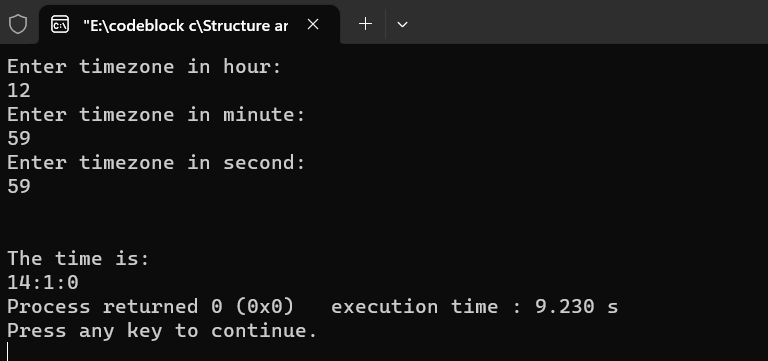 "E:\codeblock c\Structure ar
Enter timezone in hour:
12
Enter timezone in minute:
59
Enter timezone in second:
59
The time is:
14:1:0
Process returned 0 (0x0)   execution time : 9.230 s
Press any key to continue.